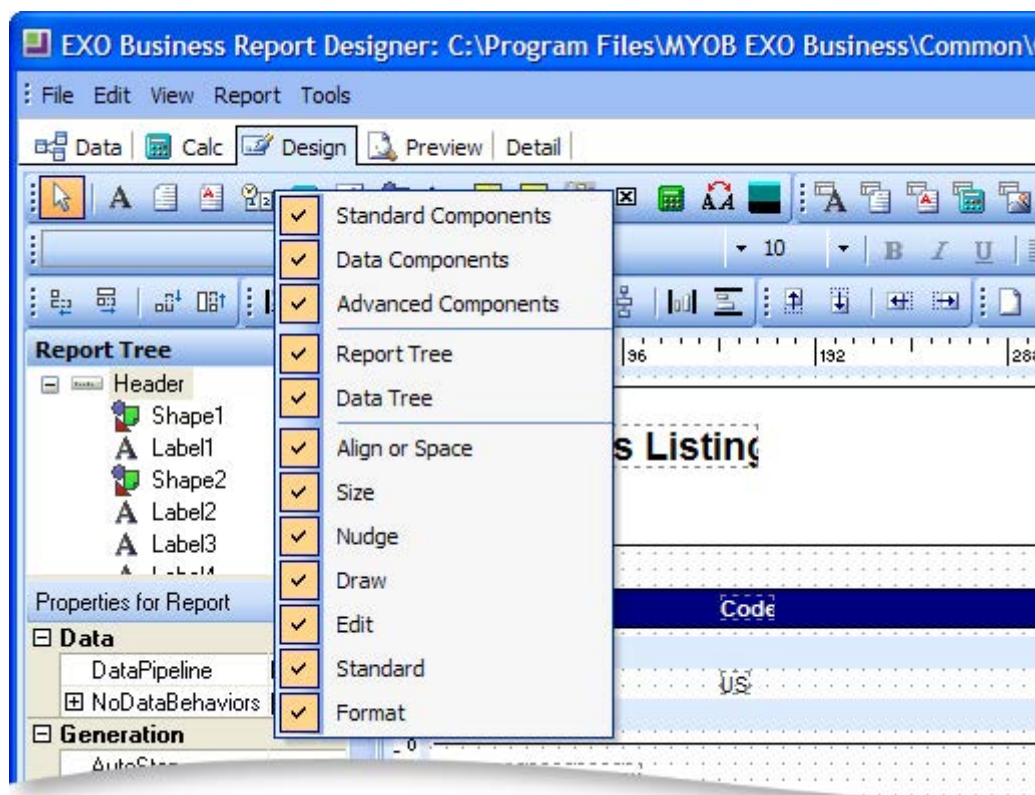 EXO Business Report Designer: C:\Program Files\MYOB EXO Business\Common\
File Edit View Report Tools
Data Calc Design Preview Detail
Standard Components
Data Components
Advanced Components
Report Tree
Data Tree
Align or Space
Size
Nudge
Draw
Edit
Standard
Format
10 B I U
Report Tree
Header
Shape1
Label1
Shape2
Label2
Label3
Properties for Report
Data
DataPipeline
NoDataBehaviors
Generation
96 192 288
s Listing
Code
US
0